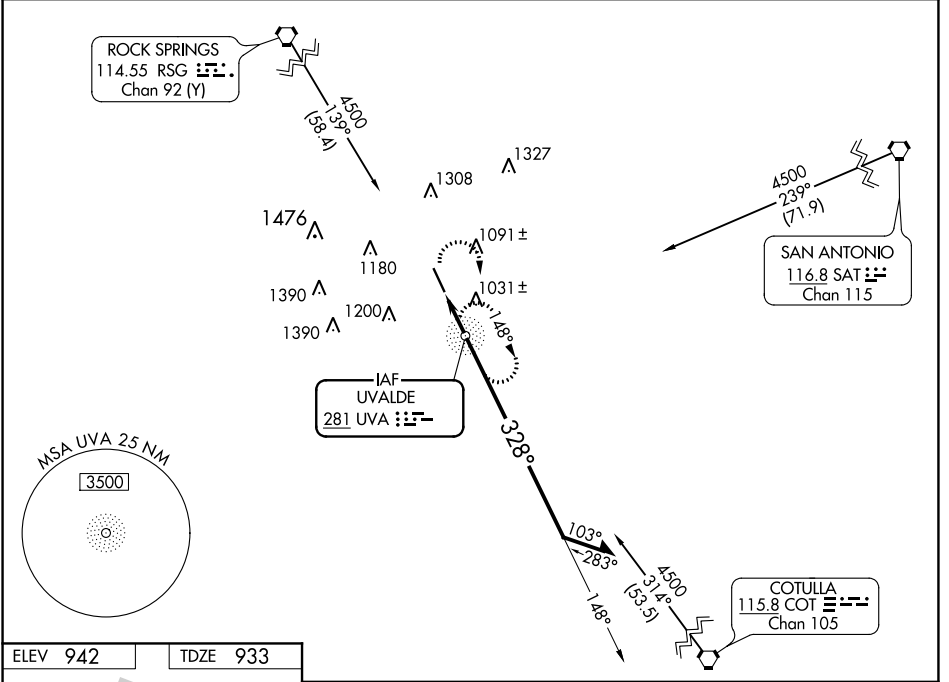 ROCK SPRINGS
114.55 RSG
Chan 92 (Y)
4500
139°
(58.4)
1327
1308
1476
1180
1091±
1390
1031±
1200
1390
148°
4500
239°
(71.9)
SAN ANTONIO
116.8 SAT
Chan 115
IAF
UVALDE
281 UVA
328°
MSA UVA 25 NM
3500
103°
283°
148°
4500
314°
(53.5)
COTULLA
115.8 COT
Chan 105
ELEV 942
TDZE 933